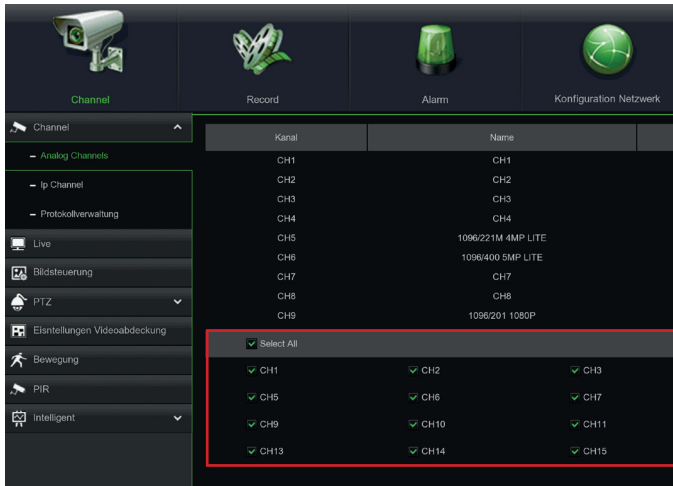 Channel Record Alarm Konfiguration Netzwerk
Channel
Analog Channels
Ip Channel
Protokollverwaltung
Live
Bildsteuerung
PTZ
Eisntellungen Videoabdeckung
Bewegung
PIR
Intelligent
Kanal Name
CH1 CH1
CH2 CH2
CH3 CH3
CH4 CH4
CH5 1096/221M 4MP LITE
CH6 1096/400 5MP LITE
CH7 CH7
CH8 CH8
CH9 1096/201 1080P
Select All
CH1 CH2 CH3
CH5 CH6 CH7
CH9 CH10 CH11
CH13 CH14 CH15